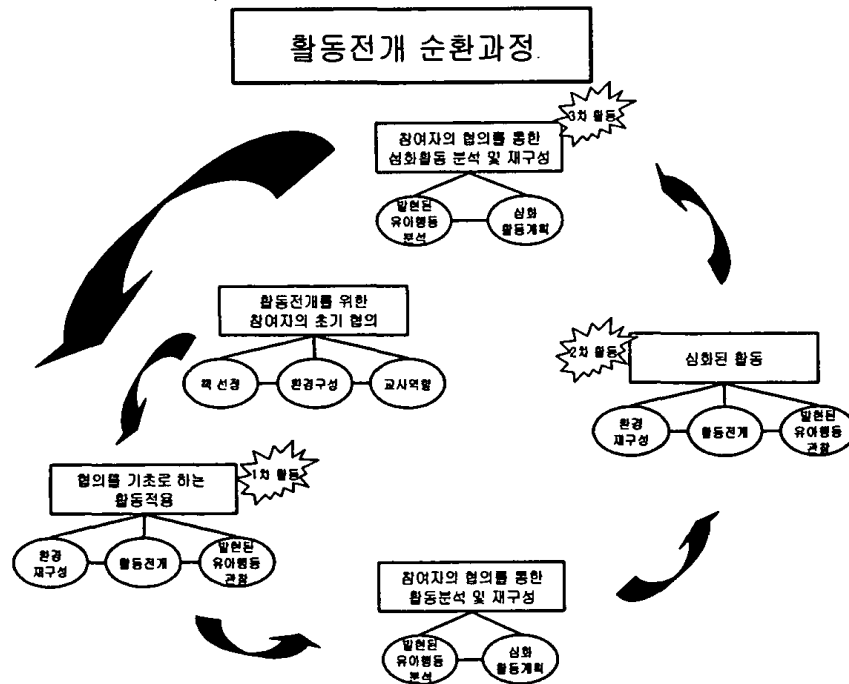 활동전개 순환과정
3차 활동
참여자의 협의를 통한
심화활동 분석 및 재구성
발현된
유아행동
분석
심화
활동계획
활동전개를 위한
참여자의 초기 협의
책 선정
환경구성
교사역할
2차 활동
심화된 활동
환경
재구성
활동전개
발현된
유아행동
관찰
1차 활동
협의를 기초로 하는
활동적용
환경
재구성
활동전개
발현된
유아행동
관찰
참여자의 협의를 통한
활동분석 및 재구성
발현된
유아행동
분석
심화
활동계획